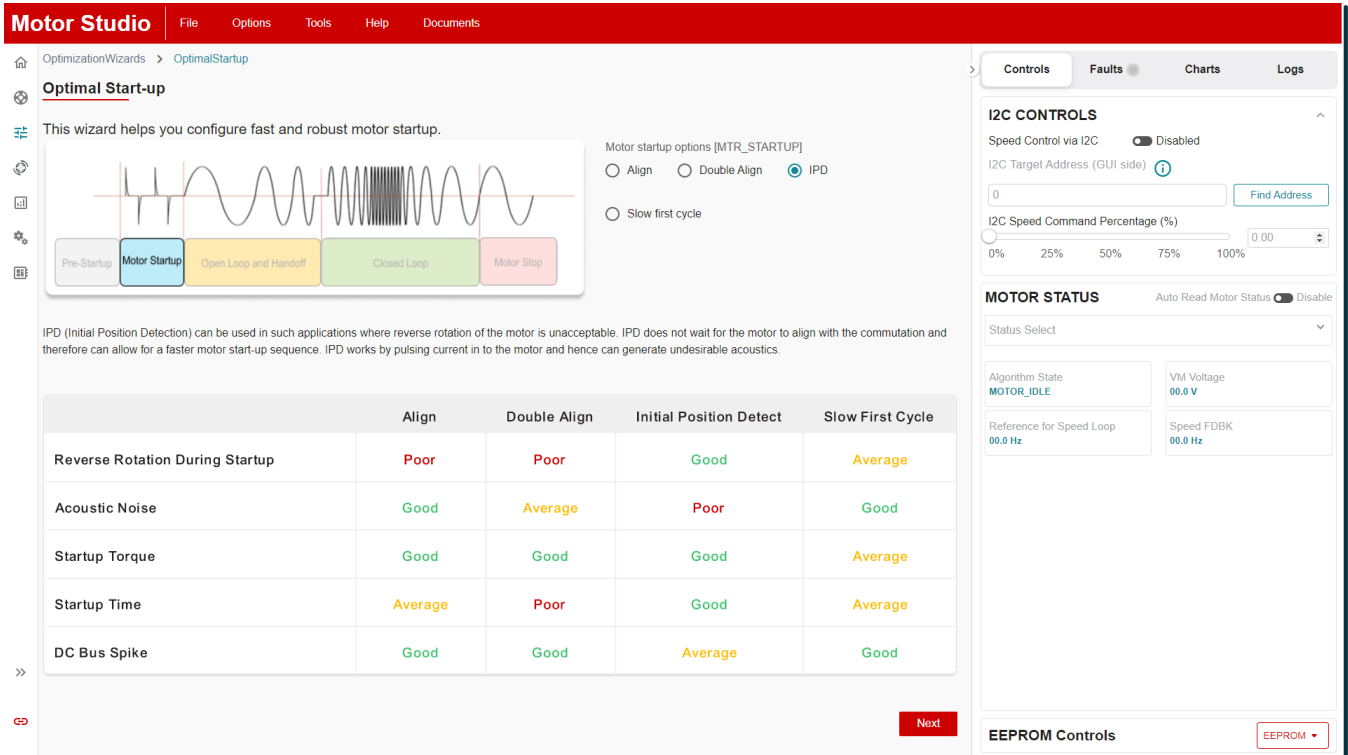 Motor Studio File Options Tools Help Documents
OptimizationWizards > OptimalStartup
Optimal Start-up
This wizard helps you configure fast and robust motor startup.
Pre-Startup Motor Startup Open Loop and Handoff Closed Loop Motor Stop
Motor startup options [MTR_STARTUP]
Align Double Align IPD
Slow first cycle
IPD (Initial Position Detection) can be used in such applications where reverse rotation of the motor is unacceptable. IPD does not wait for the motor to align with the commutation and
therefore can allow for a faster motor start-up sequence. IPD works by pulsing current in to the motor and hence can generate undesirable acoustics.
Align Double Align Initial Position Detect Slow First Cycle
Reverse Rotation During Startup Poor Poor Good Average
Acoustic Noise Good Average Poor Good
Startup Torque Good Good Good Average
Startup Time Average Poor Good Average
DC Bus Spike Good Good Average Good
Next
Controls Faults Charts Logs
I2C CONTROLS
Speed Control via I2C Disabled
I2C Target Address (GUI side)
0 Find Address
I2C Speed Command Percentage (%)
0.00
0% 25% 50% 75% 100%
MOTOR STATUS Auto Read Motor Status Disable
Status Select
Algorithm State VM Voltage
MOTOR_IDLE 00.0 V
Reference for Speed Loop Speed FDBK
00.0 Hz 00.0 Hz
EEPROM Controls EEPROM